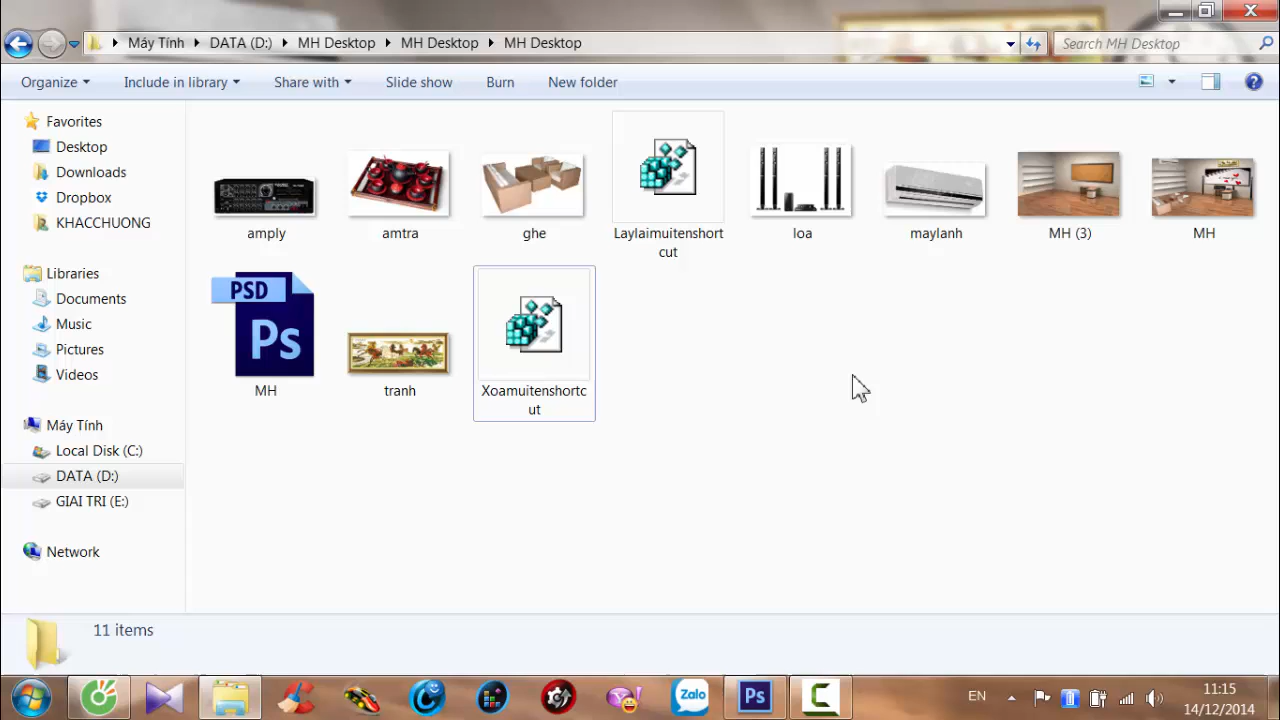 Máy Tính DATA (D:) MH Desktop MH Desktop MH Desktop
Search MH Desktop
Organize Include in library Share with Slide show Burn New folder
Favorites
Desktop
Downloads
Dropbox
KHACCHUONG
Libraries
Documents
Music
Pictures
Videos
Máy Tính
Local Disk (C:)
DATA (D:)
GIAI TRI (E:)
Network
amply
amtra
ghe
Laylaimuitenshort
cut
loa
maylanh
MH (3)
MH
PSD
Ps
MH
tranh
Xoamuitenshortc
ut
11 items
Zalo
Ps
EN
11:15
14/12/2014